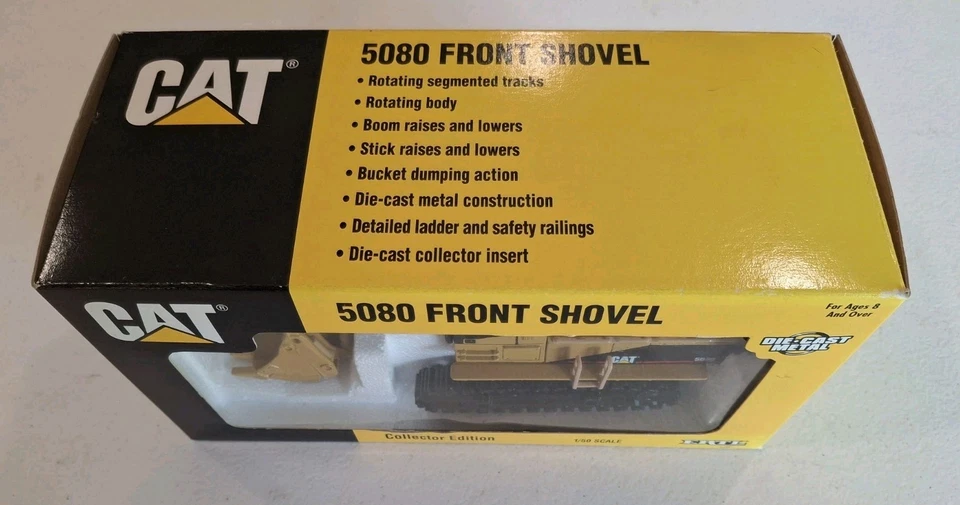 CAT®
5080 FRONT SHOVEL
• Rotating segmented tracks
• Rotating body
• Boom raises and lowers
• Stick raises and lowers
• Bucket dumping action
• Die-cast metal construction
• Detailed ladder and safety railings
• Die-cast collector insert
CAT®
5080 FRONT SHOVEL
For Ages 8
And Over
DIE-CAST
METAL
CAT
Collector Edition
1/50 SCALE
ERTL